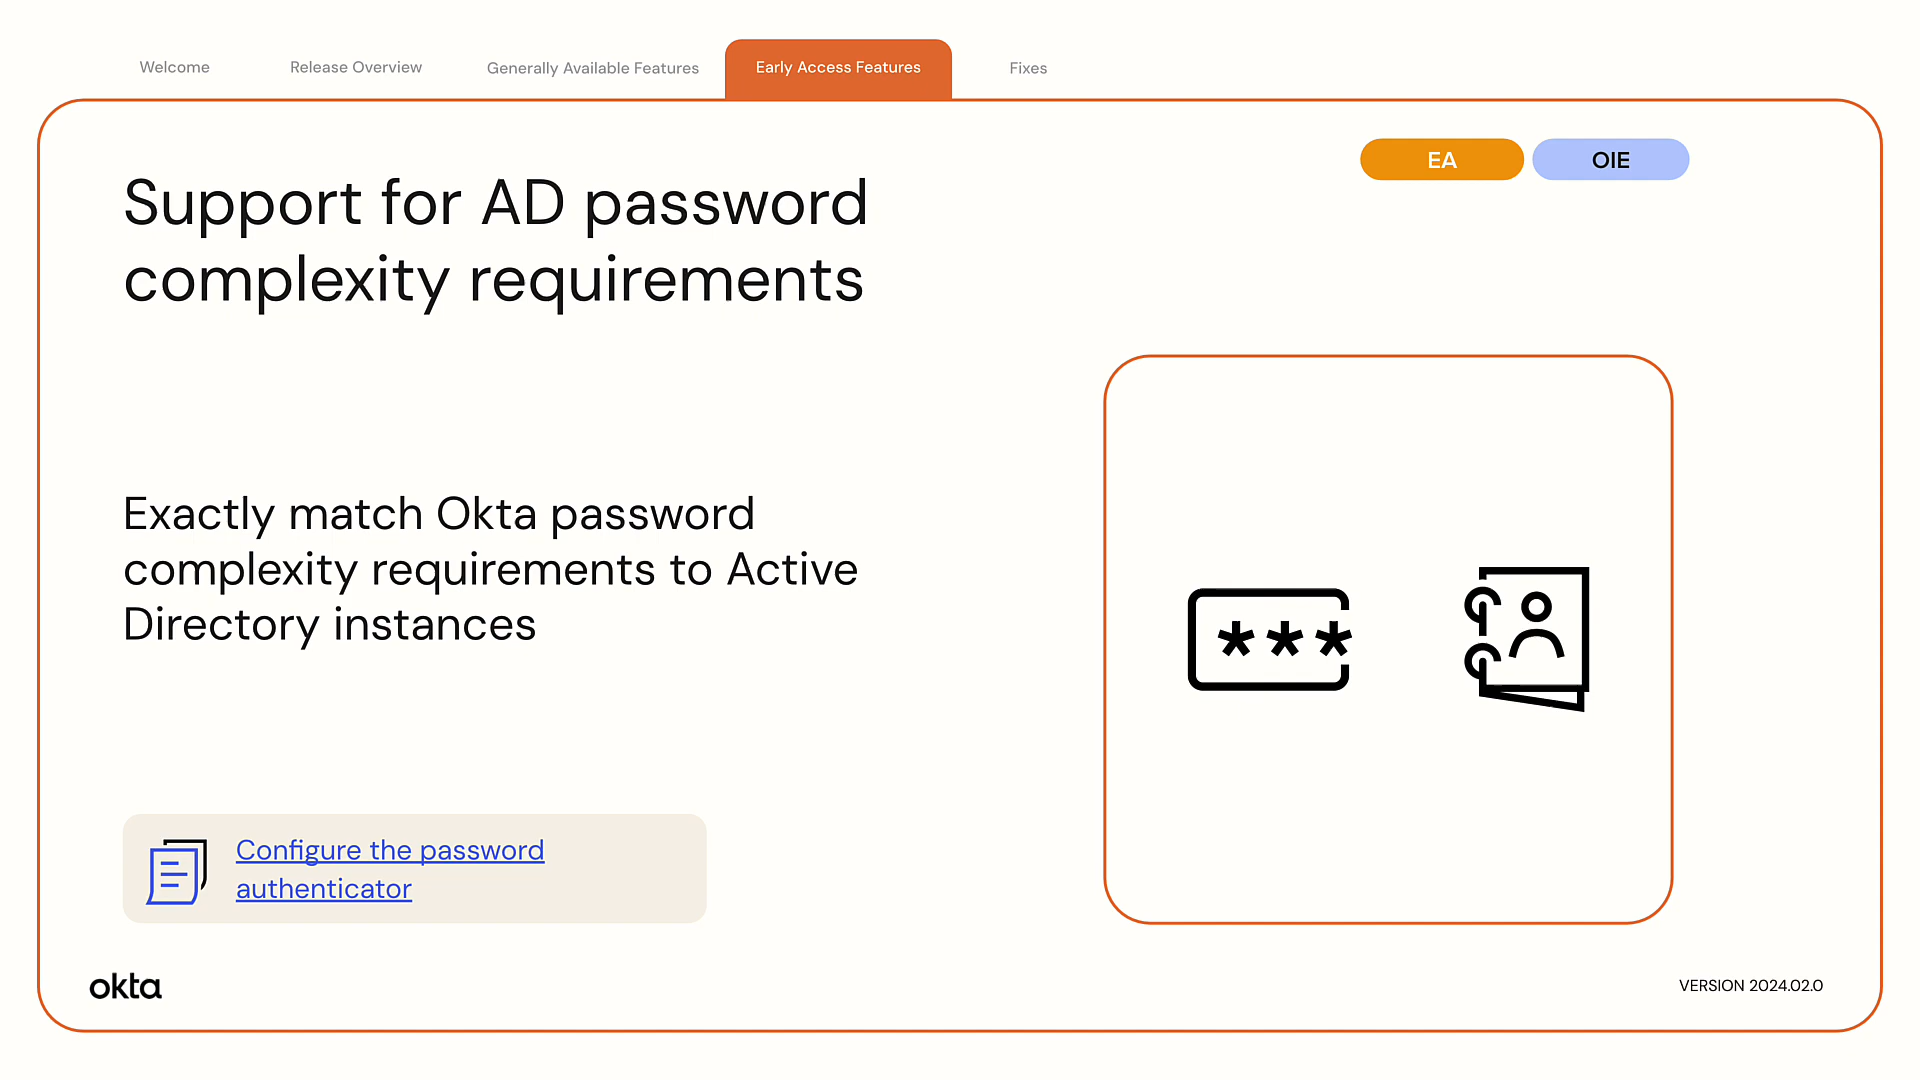 Welcome
Release Overview
Generally Available Features
Early Access Features
Fixes
EA
OIE
Support for AD password
complexity requirements
Exactly match Okta password
complexity requirements to Active
Directory instances
***
Configure the password
authenticator
okta
VERSION 2024.02.0